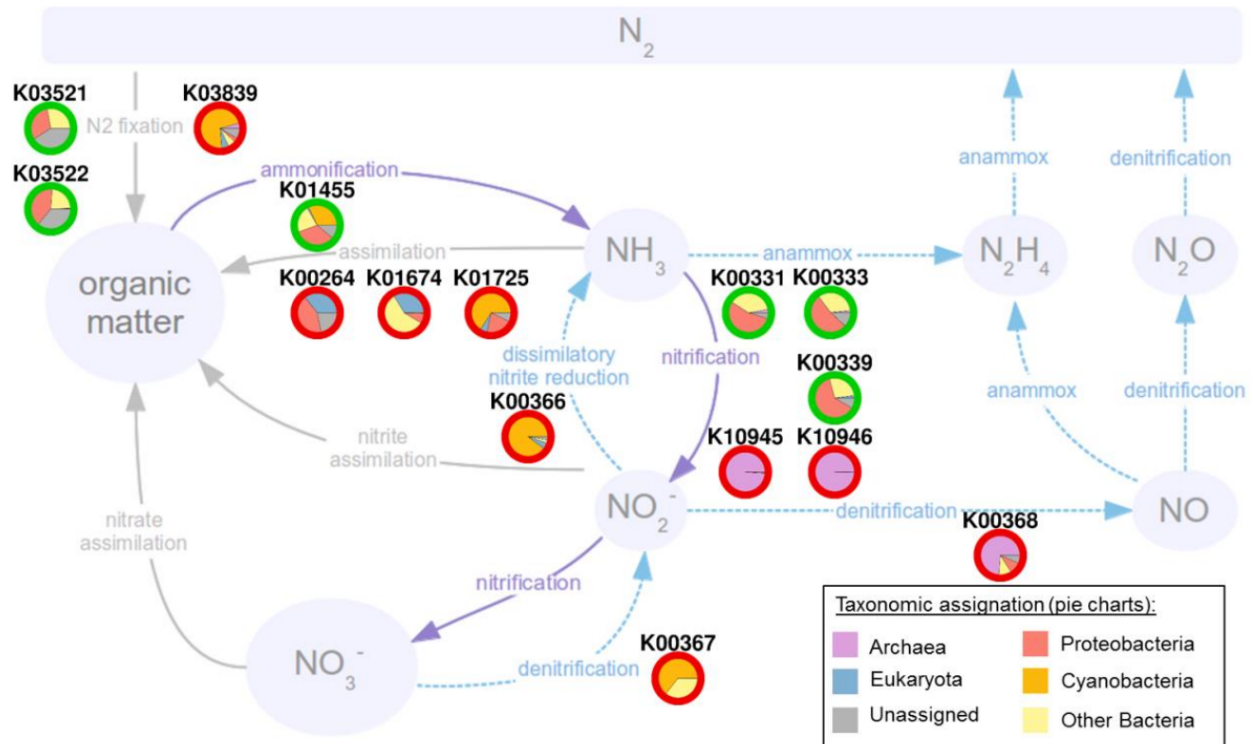 N2
K03521
K03839
N2 fixation
K03522
ammonification
K01455
assimilation
NH3
anammox
denitrification
N2H4
N2O
anammox
organic
matter
K00264
K01674
K01725
K00331
K00333
dissimilatory
nitrite reduction
nitrification
K00339
anammox
denitrification
K00366
nitrite
assimilation
K10945
K10946
NO2-
denitrification
NO
K00368
nitrate
assimilation
nitrification
NO3-
denitrification
K00367
Taxonomic assignation (pie charts):
Archaea
Proteobacteria
Eukaryota
Cyanobacteria
Unassigned
Other Bacteria